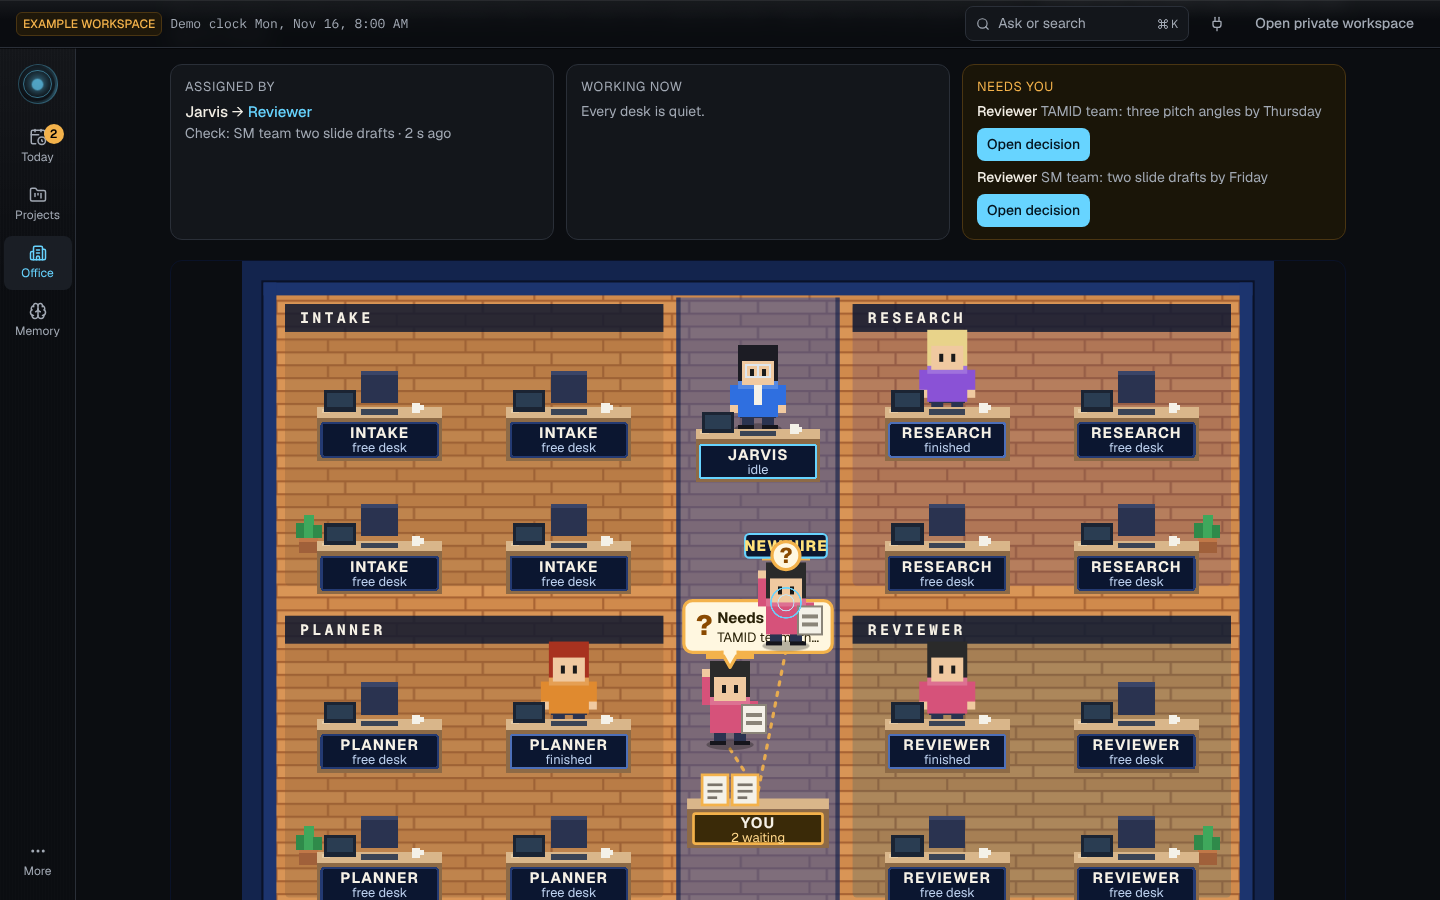 EXAMPLE WORKSPACE Demo clock Mon, Nov 16, 8:00 AM
Ask or search ⌘K
Open private workspace
2
Today
Projects
Office
Memory
More
ASSIGNED BY
Jarvis → Reviewer
Check: SM team two slide drafts · 2 s ago
WORKING NOW
Every desk is quiet.
NEEDS YOU
Reviewer TAMID team: three pitch angles by Thursday
Open decision
Reviewer SM team: two slide drafts by Friday
Open decision
INTAKE
INTAKE
free desk
INTAKE
free desk
INTAKE
free desk
INTAKE
free desk
JARVIS
idle
RESEARCH
RESEARCH
finished
RESEARCH
free desk
RESEARCH
free desk
RESEARCH
free desk
?
? Needs
TAMID
PLANNER
PLANNER
free desk
PLANNER
finished
PLANNER
free desk
PLANNER
free desk
YOU
2 waiting
REVIEWER
REVIEWER
finished
REVIEWER
free desk
REVIEWER
free desk
REVIEWER
free desk